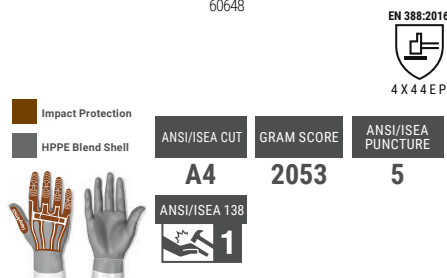 60648
EN 388:2016
4X44EP
Impact Protection
HPPE Blend Shell
ANSI/ISEA CUT
A4
GRAM SCORE
2053
ANSI/ISEA
PUNCTURE
5
ANSI/ISEA 138
1